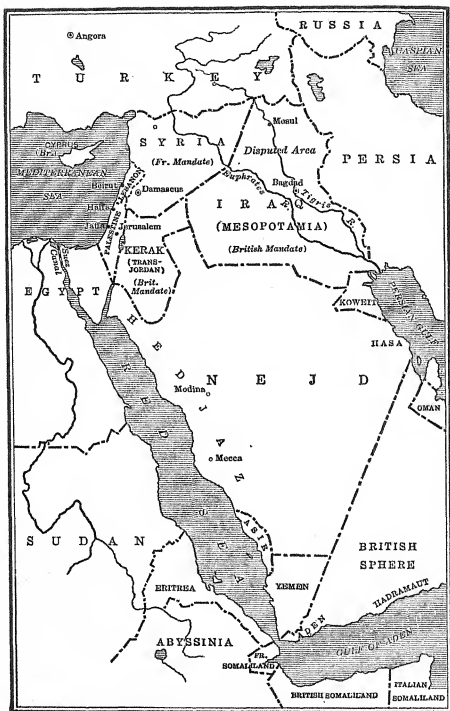 RUSSIA
CASPIAN
SEA
Angora
TURKEY
Mosul
SYRIA
(Fr. Mandate)
Disputed Area
PERSIA
CYPRUS
(Br.)
MEDITERRANEAN
SEA
Beirut
LEBANON
Damascus
Euphrates
Bagdad
Tigris
R.
Haifa
Jaffa
PALESTINE
Jerusalem
IRAQ
(MESOPOTAMIA)
(British Mandate)
KERAK
(TRANS-
JORDAN)
(Brit.
Mandate)
Suez
Canal
EGYPT
KOWEIT
PERSIAN GULF
HASA
HEDJAZ
NEJD
OMAN
Modina
RED SEA
Mecca
ASIR
SUDAN
BRITISH
SPHERE
YEMEN
HADRAMAUT
ERITREA
ADEN
GULF OF ADEN
ABYSSINIA
FR.
SOMALILAND
BRITISH SOMALILAND
ITALIAN
SOMALILAND